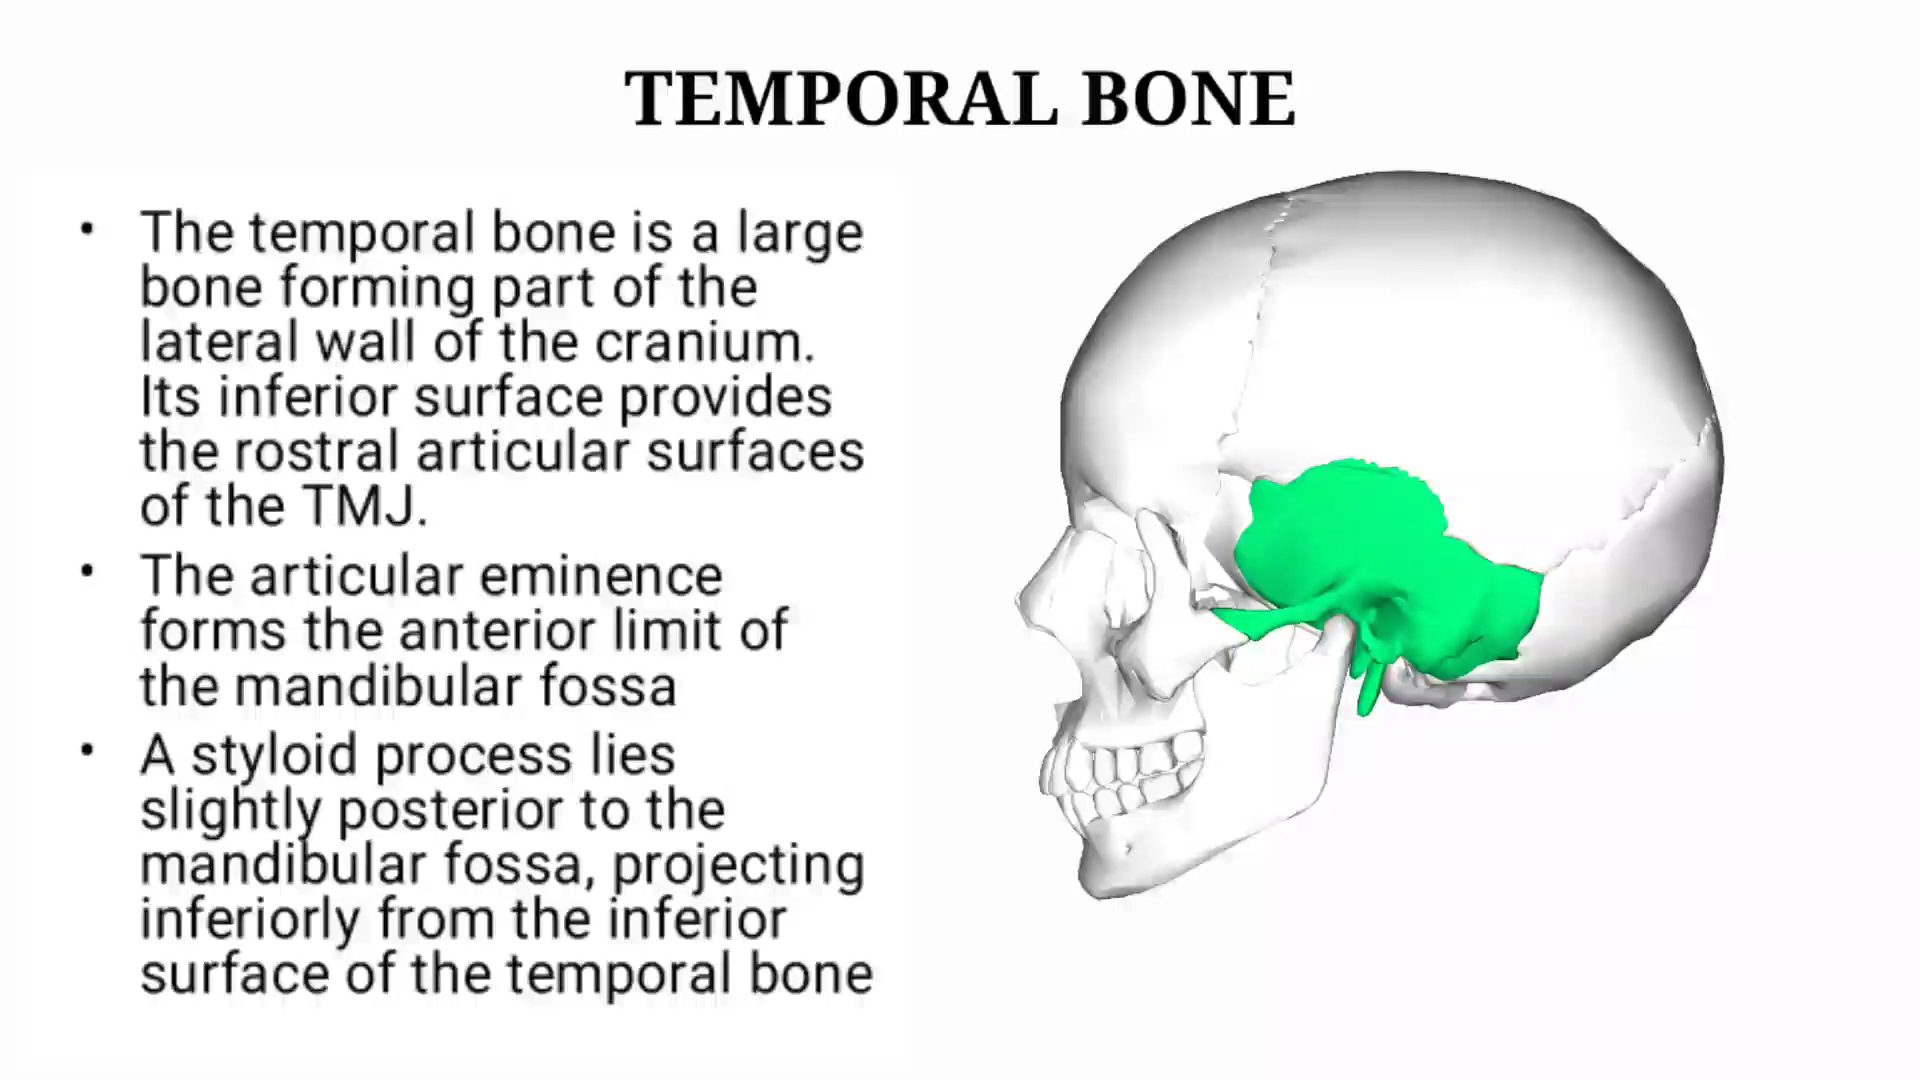 TEMPORAL BONE
• The temporal bone is a large
bone forming part of the
lateral wall of the cranium.
Its inferior surface provides
the rostral articular surfaces
of the TMJ.
• The articular eminence
forms the anterior limit of
the mandibular fossa
• A styloid process lies
slightly posterior to the
mandibular fossa, projecting
inferiorly from the inferior
surface of the temporal bone